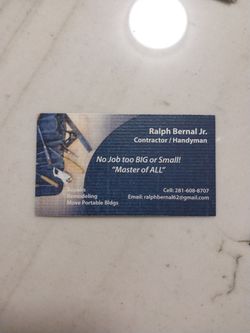 Ralph Bernal Jr.
Contractor / Handyman
No Job too BIG or Small!
"Master of ALL"
Repairs
Remodeling
Move Portable Bldgs
Cell: 281-608-8707
Email: ralphbernal62@gmail.com